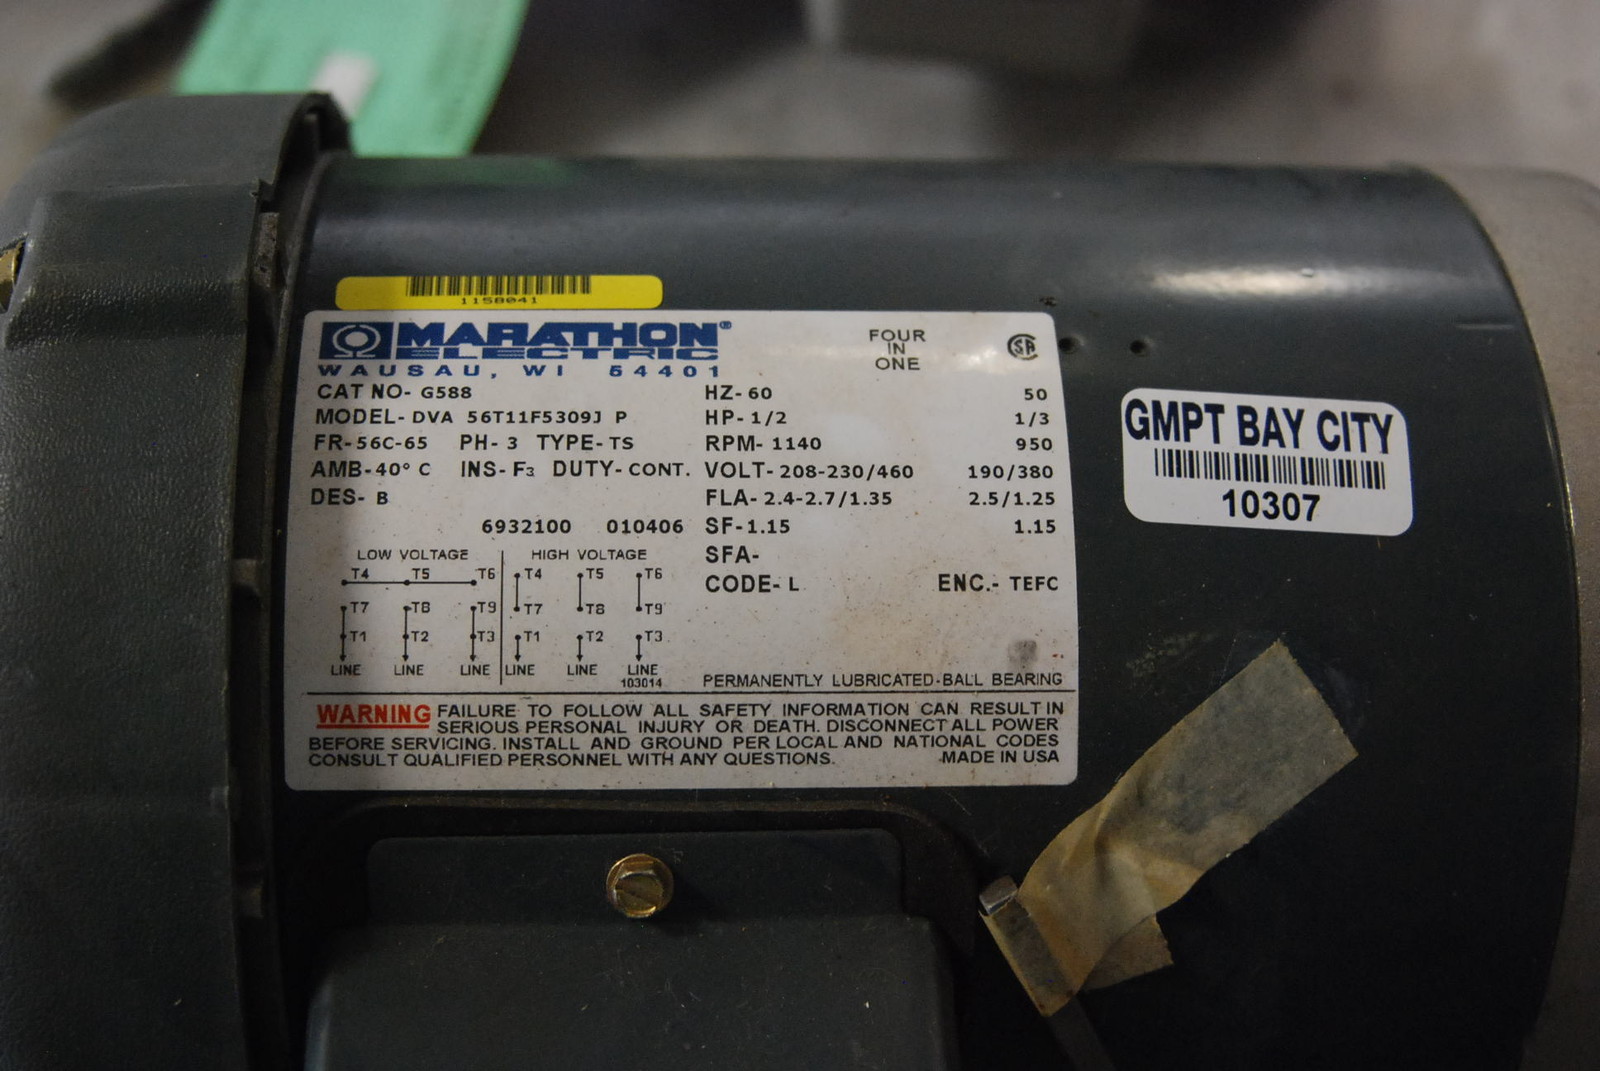 1158041
MARATHON®
ELECTRIC
WAUSAU, WI 54401
FOUR
IN
ONE
CAT NO- G588
MODEL- DVA 56T11F5309J P
FR-56C-65 PH- 3 TYPE-TS
AMB-40° C INS-F3 DUTY-CONT.
DES- B
6932100 010406
HZ-60 50
HP-1/2 1/3
RPM-1140 950
VOLT-208-230/460 190/380
FLA-2.4-2.7/1.35 2.5/1.25
SF-1.15 1.15
SFA-
CODE-L ENC.- TEFC
LOW VOLTAGE HIGH VOLTAGE
T4 T5 T6 T4 T5 T6
T7 T8 T9 T7 T8 T9
T1 T2 T3 T1 T2 T3
LINE LINE LINE LINE LINE LINE
103014
PERMANENTLY LUBRICATED-BALL BEARING
WARNING FAILURE TO FOLLOW ALL SAFETY INFORMATION CAN RESULT IN
SERIOUS PERSONAL INJURY OR DEATH. DISCONNECT ALL POWER
BEFORE SERVICING. INSTALL AND GROUND PER LOCAL AND NATIONAL CODES
CONSULT QUALIFIED PERSONNEL WITH ANY QUESTIONS. MADE IN USA
GMPT BAY CITY
10307